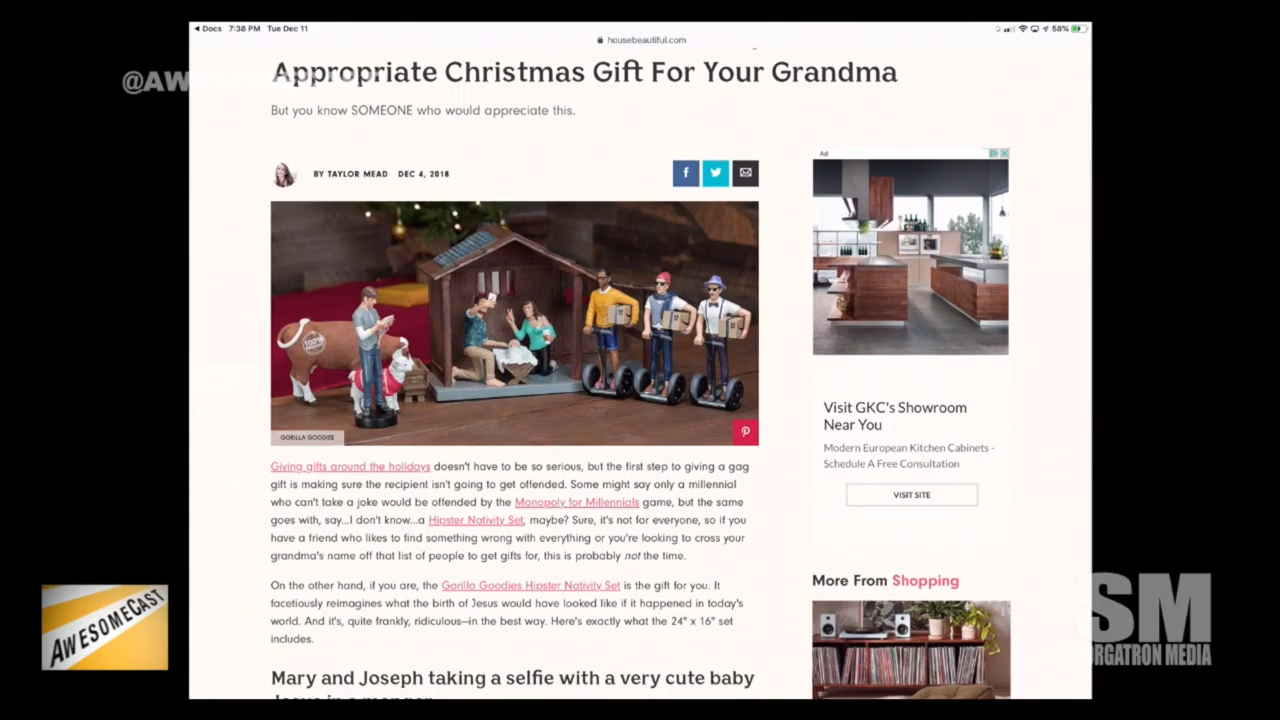 Docs 7:38 PM Tue Dec 11
58%
housebeautiful.com
@AWESOMECAST
Appropriate Christmas Gift For Your Grandma
But you know SOMEONE who would appreciate this.
BY TAYLOR MEAD DEC 4, 2018
f
100%
GORILLA GOODIES
Giving gifts around the holidays doesn't have to be so serious, but the first step to giving a gag
gift is making sure the recipient isn't going to get offended. Some might say only a millennial
who can't take a joke would be offended by the Monopoly for Millennials game, but the same
goes with, say...I don't know...a Hipster Nativity Set, maybe? Sure, it's not for everyone, so if you
have a friend who likes to find something wrong with everything or you're looking to cross your
grandma's name off that list of people to get gifts for, this is probably not the time.
On the other hand, if you are, the Gorilla Goodies Hipster Nativity Set is the gift for you. It
facetiously reimagines what the birth of Jesus would have looked like if it happened in today's
world. And it's, quite frankly, ridiculous—in the best way. Here's exactly what the 24" x 16" set
includes.
Mary and Joseph taking a selfie with a very cute baby
Jesus in a manger
Ad
Visit GKC's Showroom
Near You
Modern European Kitchen Cabinets -
Schedule A Free Consultation
VISIT SITE
More From Shopping
AWESOMECAST
SM
SORGATRON MEDIA